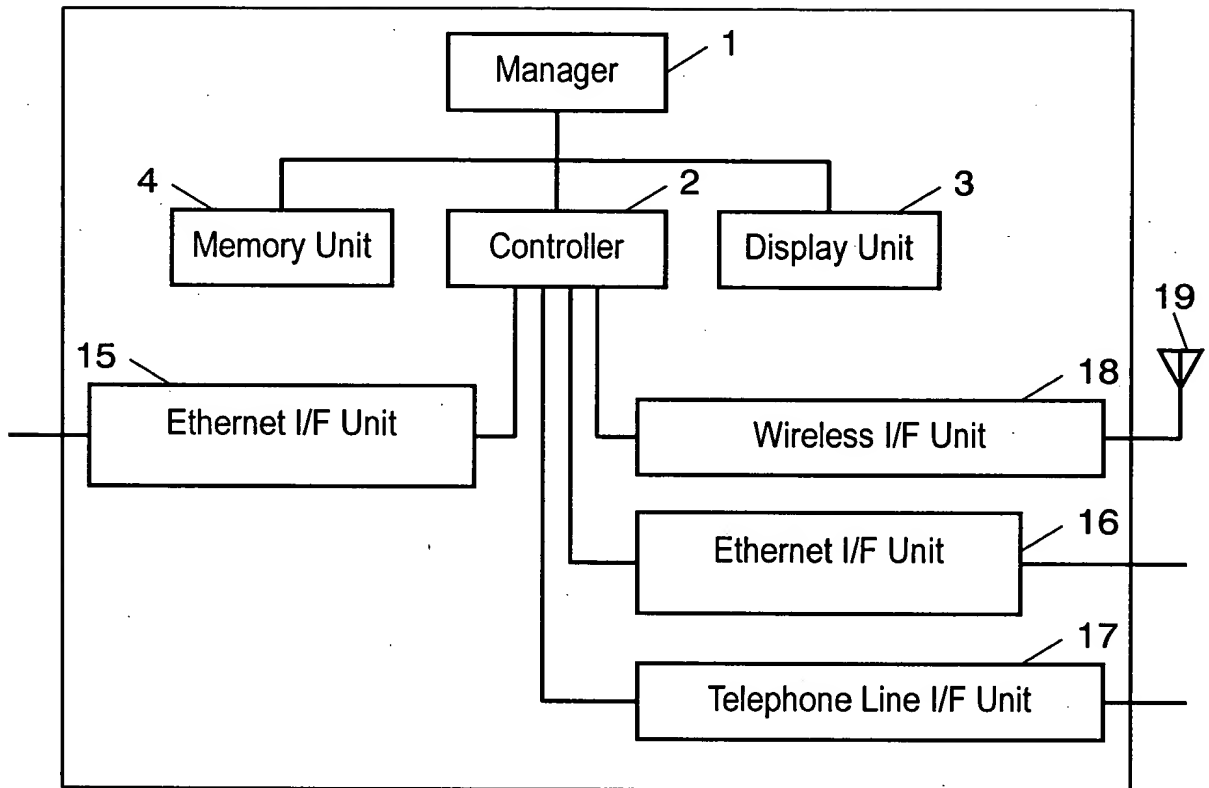 1
Manager
4
2
3
Memory Unit
Controller
Display Unit
19
15
18
Ethernet I/F Unit
Wireless I/F Unit
16
Ethernet I/F Unit
17
Telephone Line I/F Unit